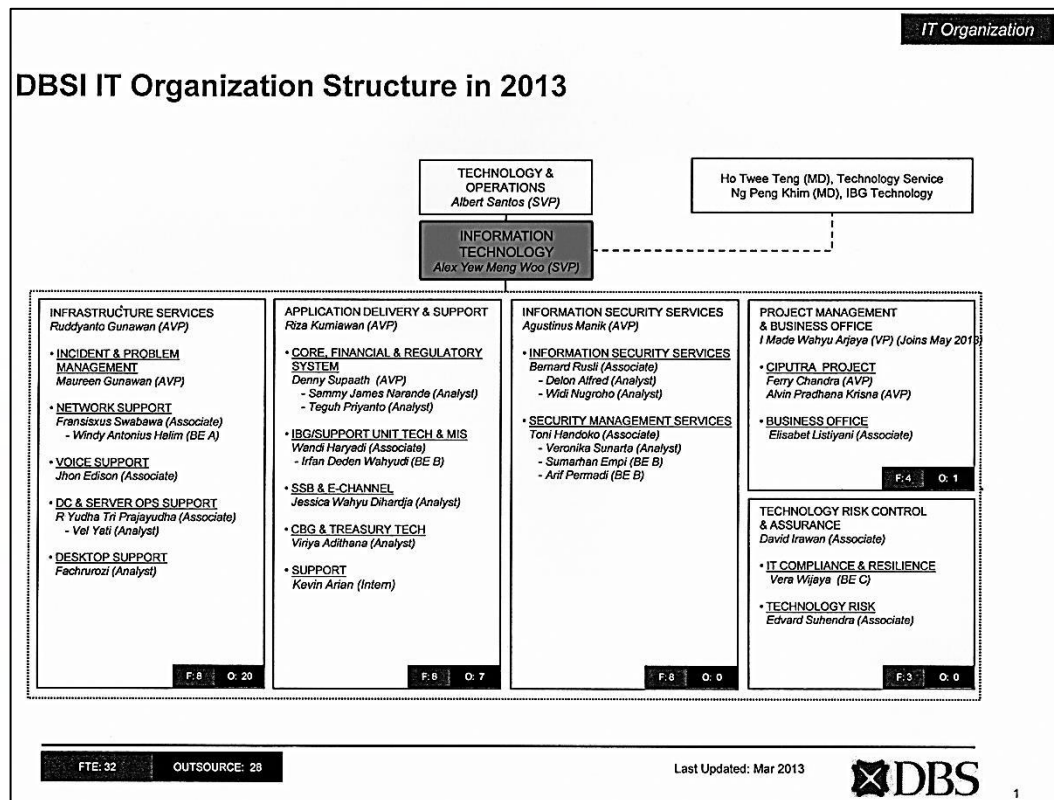 IT Organization
DBSI IT Organization Structure in 2013
TECHNOLOGY &
OPERATIONS
Albert Santos (SVP)
Ho Twee Teng (MD), Technology Service
Ng Peng Khim (MD), IBG Technology
INFORMATION
TECHNOLOGY
Alex Yew Meng Woo (SVP)
INFRASTRUCTURE SERVICES
Ruddyanto Gunawan (AVP)
• INCIDENT & PROBLEM
MANAGEMENT
Maureen Gunawan (AVP)
• NETWORK SUPPORT
Fransisxus Swabawa (Associate)
- Windy Antonius Halim (BE A)
• VOICE SUPPORT
Jhon Edison (Associate)
• DC & SERVER OPS SUPPORT
R Yudha Tri Prajayudha (Associate)
- Vel Yati (Analyst)
• DESKTOP SUPPORT
Fachrurozi (Analyst)
F: 8 O: 20
APPLICATION DELIVERY & SUPPORT
Riza Kurniawan (AVP)
• CORE, FINANCIAL & REGULATORY
SYSTEM
Denny Supaath (AVP)
- Sammy James Narande (Analyst)
- Teguh Priyanto (Analyst)
• IBG/SUPPORT UNIT TECH & MIS
Wandi Haryadi (Associate)
- Irfan Deden Wahyudi (BE B)
• SSB & E-CHANNEL
Jessica Wahyu Dihardja (Analyst)
• CBG & TREASURY TECH
Viriya Adithana (Analyst)
• SUPPORT
Kevin Arian (Intern)
F: 8 O: 7
INFORMATION SECURITY SERVICES
Agustinus Manik (AVP)
• INFORMATION SECURITY SERVICES
Bernard Rusli (Associate)
- Delon Alfred (Analyst)
- Widi Nugroho (Analyst)
• SECURITY MANAGEMENT SERVICES
Toni Handoko (Associate)
- Veronika Sunarta (Analyst)
- Sumarhan Empi (BE B)
- Arif Permadi (BE B)
F: 8 O: 0
PROJECT MANAGEMENT
& BUSINESS OFFICE
I Made Wahyu Arjaya (VP) (Joins May 2013)
• CIPUTRA PROJECT
Ferry Chandra (AVP)
Alvin Pradhana Krisna (AVP)
• BUSINESS OFFICE
Elisabet Listiyani (Associate)
F: 4 O: 1
TECHNOLOGY RISK CONTROL
& ASSURANCE
David Irawan (Associate)
• IT COMPLIANCE & RESILIENCE
Vera Wijaya (BE C)
• TECHNOLOGY RISK
Edvard Suhendra (Associate)
F: 3 O: 0
FTE: 32 OUTSOURCE: 28
Last Updated: Mar 2013
DBS
1